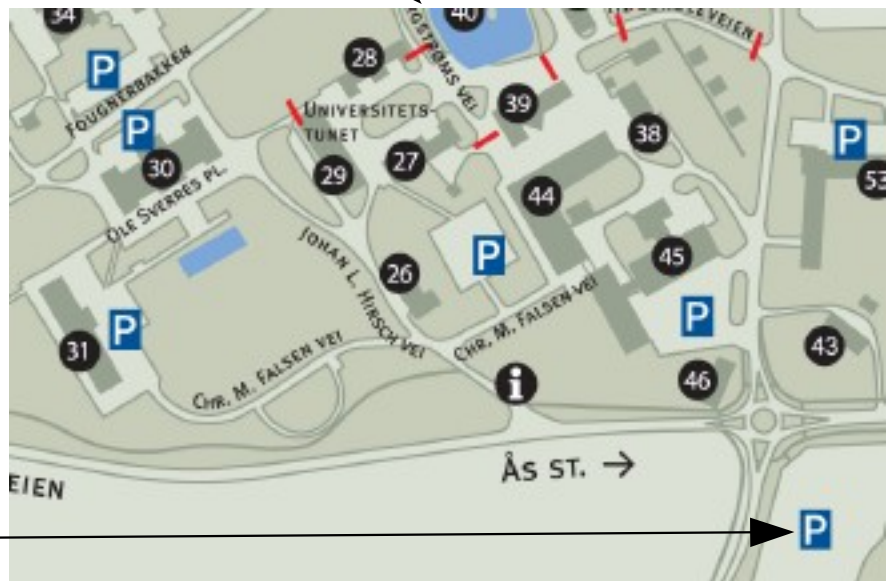 34
40
P
28
FOUGNERBAKKEN
P
UNIVERSITETS-
TUNET
39
30
27
38
P
29
44
53
OLE SVERRES PL.
26
P
45
JOHAN L. HIRSCH VEI
31
P
CHR. M. FALSEN VEI
P
43
CHR. M. FALSEN VEI
i
46
ÅS ST. →
EIEN
P